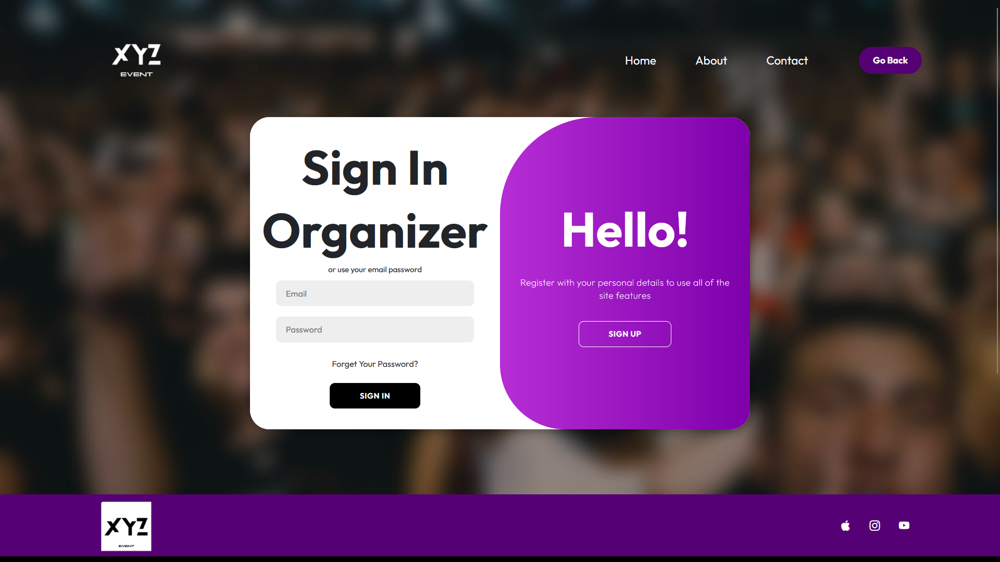 XYZ
EVENT
Home
About
Contact
Go Back
Sign In
Organizer
or use your email password
Email
Password
Forget Your Password?
SIGN IN
Hello!
Register with your personal details to use all of the
site features
SIGN UP
XYZ
EVENT